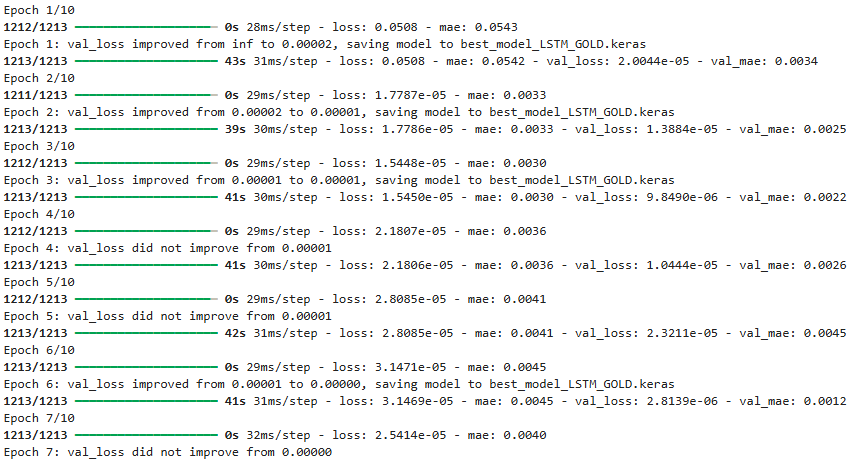 Epoch 1/10
1212/1213 0s 28ms/step - loss: 0.0508 - mae: 0.0543
Epoch 1: val_loss improved from inf to 0.00002, saving model to best_model_LSTM_GOLD.keras
1213/1213 43s 31ms/step - loss: 0.0508 - mae: 0.0542 - val_loss: 2.0044e-05 - val_mae: 0.0034
Epoch 2/10
1211/1213 0s 29ms/step - loss: 1.7787e-05 - mae: 0.0033
Epoch 2: val_loss improved from 0.00002 to 0.00001, saving model to best_model_LSTM_GOLD.keras
1213/1213 39s 30ms/step - loss: 1.7786e-05 - mae: 0.0033 - val_loss: 1.3884e-05 - val_mae: 0.0025
Epoch 3/10
1212/1213 0s 29ms/step - loss: 1.5448e-05 - mae: 0.0030
Epoch 3: val_loss improved from 0.00001 to 0.00001, saving model to best_model_LSTM_GOLD.keras
1213/1213 41s 30ms/step - loss: 1.5450e-05 - mae: 0.0030 - val_loss: 9.8490e-06 - val_mae: 0.0022
Epoch 4/10
1212/1213 0s 29ms/step - loss: 2.1807e-05 - mae: 0.0036
Epoch 4: val_loss did not improve from 0.00001
1213/1213 41s 30ms/step - loss: 2.1806e-05 - mae: 0.0036 - val_loss: 1.0444e-05 - val_mae: 0.0026
Epoch 5/10
1212/1213 0s 29ms/step - loss: 2.8085e-05 - mae: 0.0041
Epoch 5: val_loss did not improve from 0.00001
1213/1213 42s 31ms/step - loss: 2.8085e-05 - mae: 0.0041 - val_loss: 2.3211e-05 - val_mae: 0.0045
Epoch 6/10
1213/1213 0s 29ms/step - loss: 3.1471e-05 - mae: 0.0045
Epoch 6: val_loss improved from 0.00001 to 0.00000, saving model to best_model_LSTM_GOLD.keras
1213/1213 41s 31ms/step - loss: 3.1469e-05 - mae: 0.0045 - val_loss: 2.8139e-06 - val_mae: 0.0012
Epoch 7/10
1213/1213 0s 32ms/step - loss: 2.5414e-05 - mae: 0.0040
Epoch 7: val_loss did not improve from 0.00000